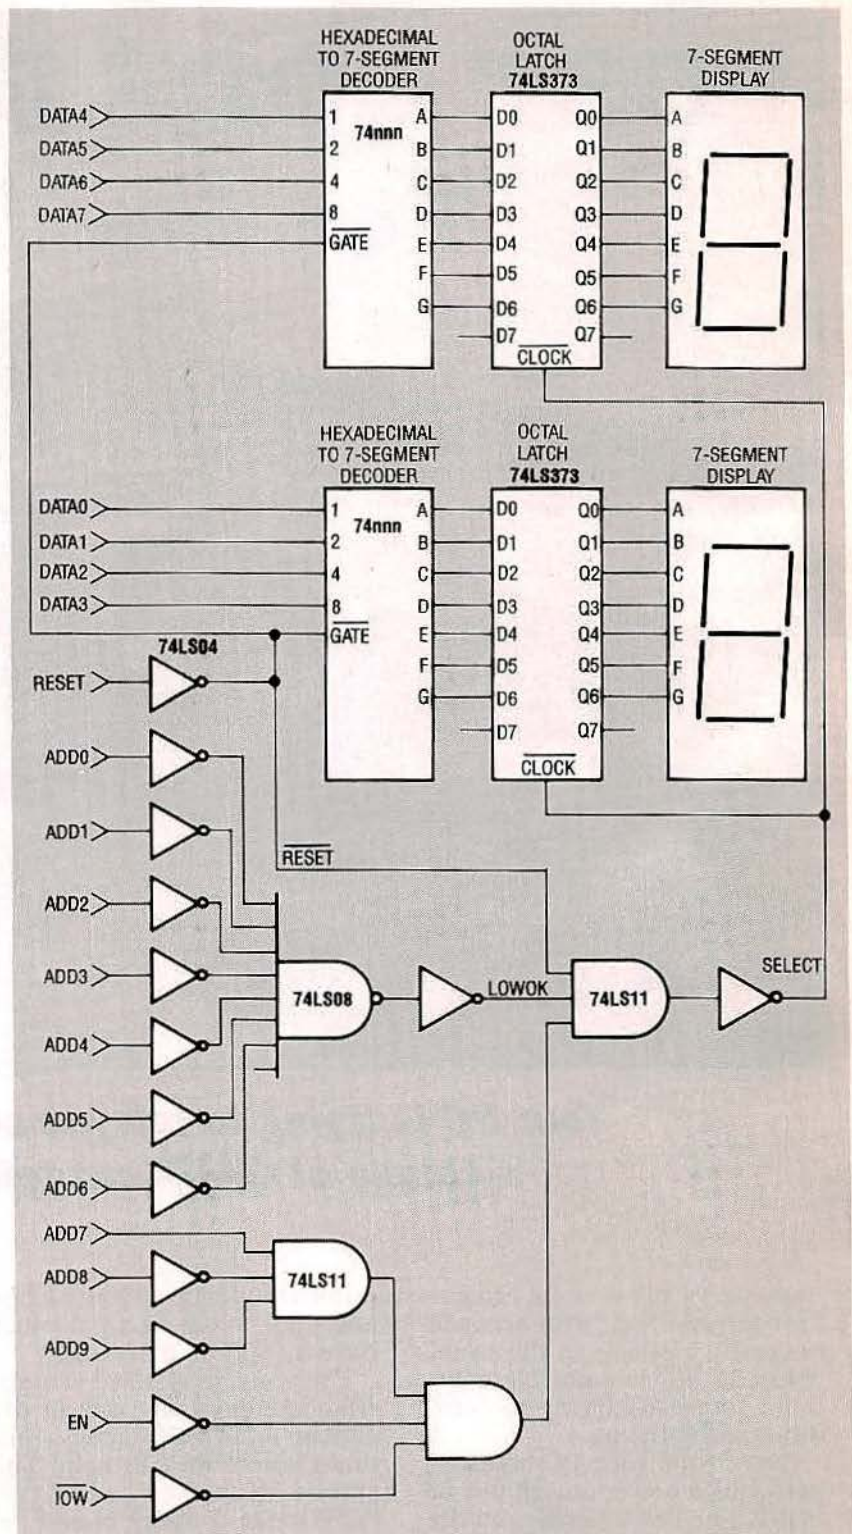 HEXADECIMAL
TO 7-SEGMENT
DECODER
OCTAL
LATCH
74LS373
7-SEGMENT
DISPLAY
DATA4
DATA5
DATA6
DATA7
1
2
4
8
GATE
74nnn
A
B
C
D
E
F
G
D0
D1
D2
D3
D4
D5
D6
D7
CLOCK
Q0
Q1
Q2
Q3
Q4
Q5
Q6
Q7
A
B
C
D
E
F
G
HEXADECIMAL
TO 7-SEGMENT
DECODER
OCTAL
LATCH
74LS373
7-SEGMENT
DISPLAY
DATA0
DATA1
DATA2
DATA3
1
2
4
8
GATE
74nnn
A
B
C
D
E
F
G
D0
D1
D2
D3
D4
D5
D6
D7
CLOCK
Q0
Q1
Q2
Q3
Q4
Q5
Q6
Q7
A
B
C
D
E
F
G
74LS04
RESET
ADD0
ADD1
RESET
ADD2
ADD3
74LS08
LOWOK
74LS11
SELECT
ADD4
ADD5
ADD6
ADD7
ADD8
74LS11
ADD9
EN
IOW